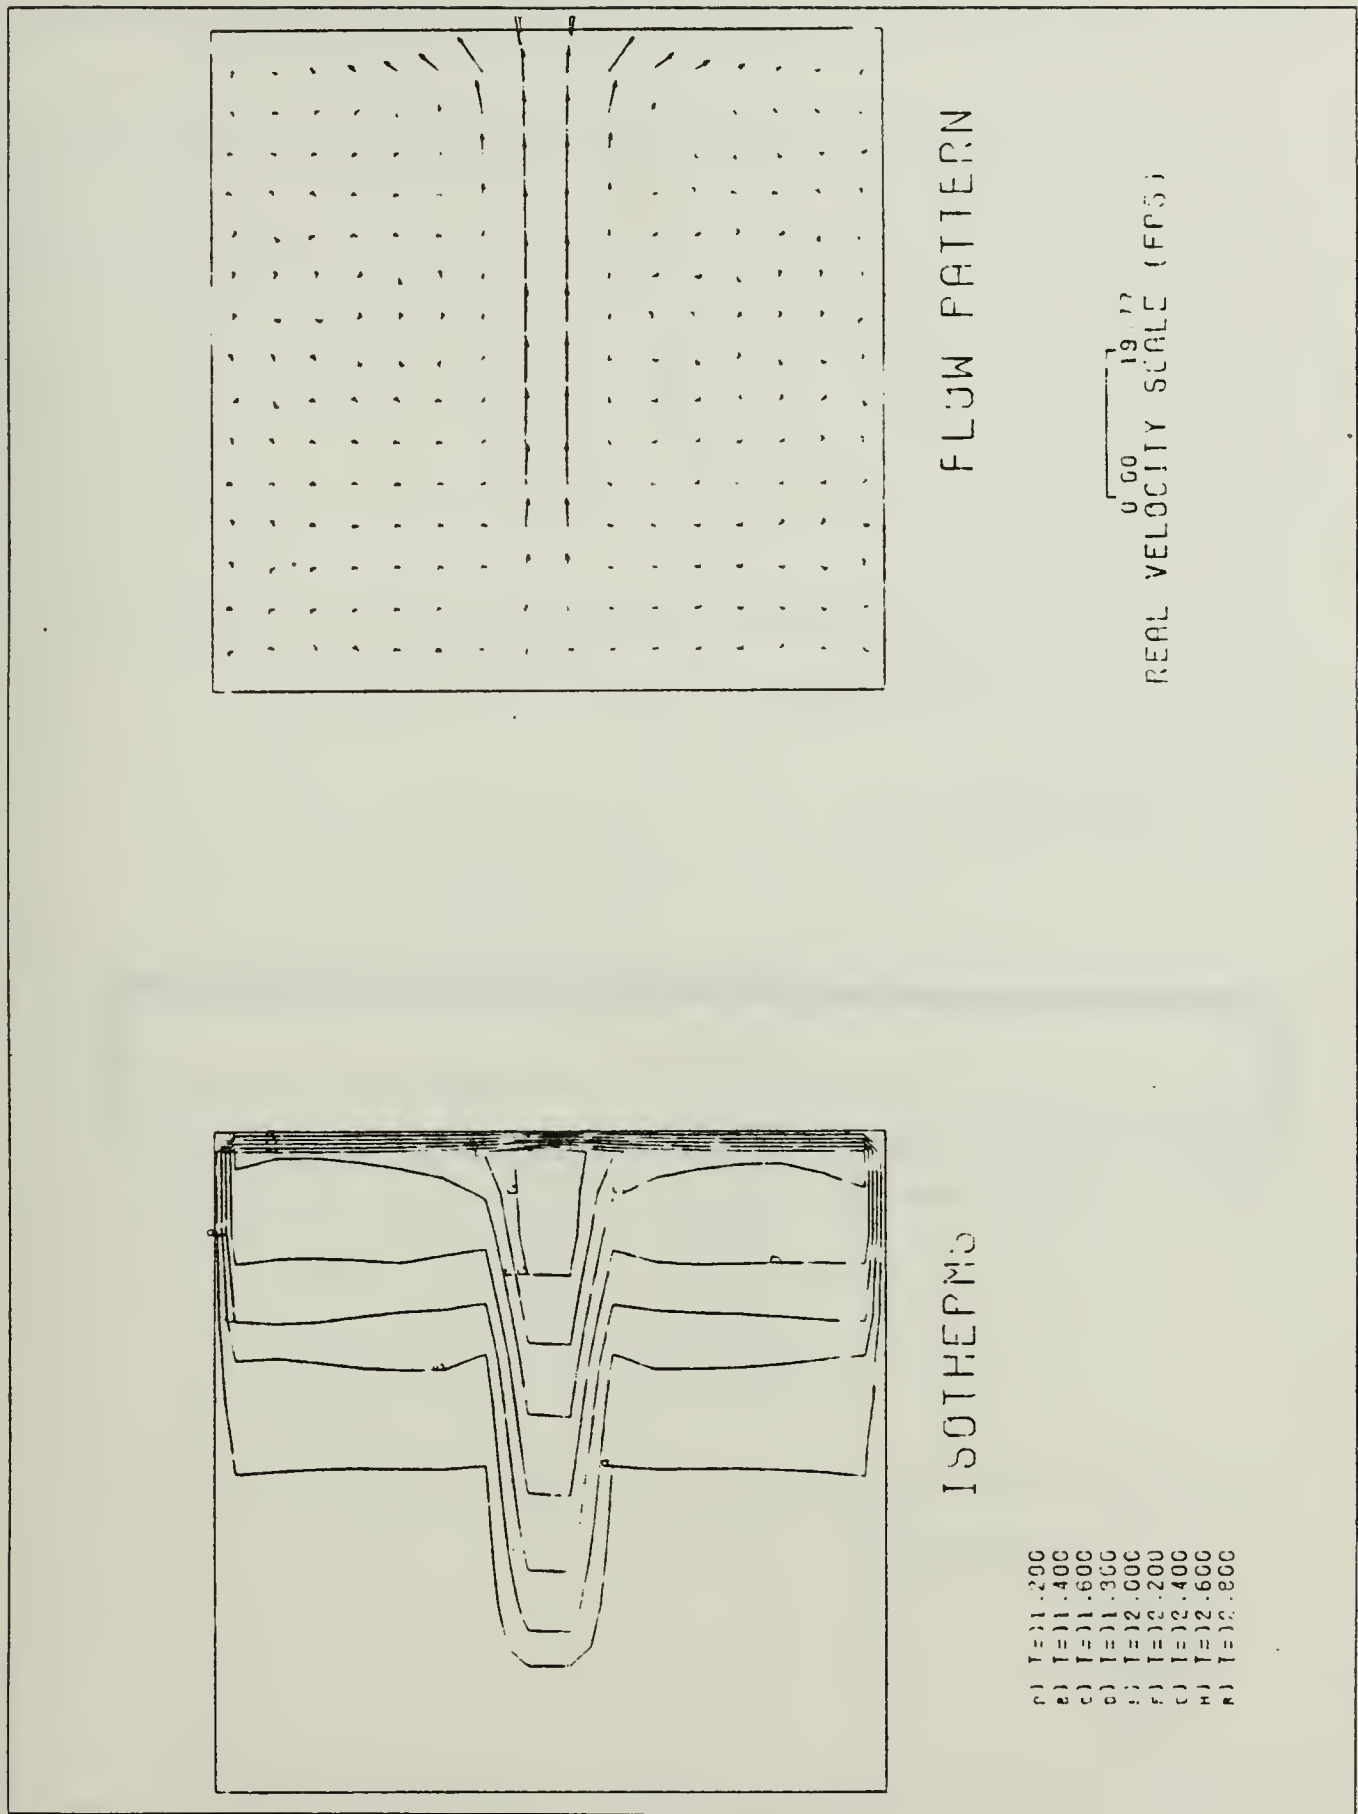 FLOW PATTERN
0.00 19.77
REAL VELOCITY SCALE (FPS)
ISOTHERMS
A) T=11.200
B) T=11.400
C) T=11.600
D) T=11.800
E) T=12.000
F) T=12.200
G) T=12.400
H) T=12.600
T=12.800